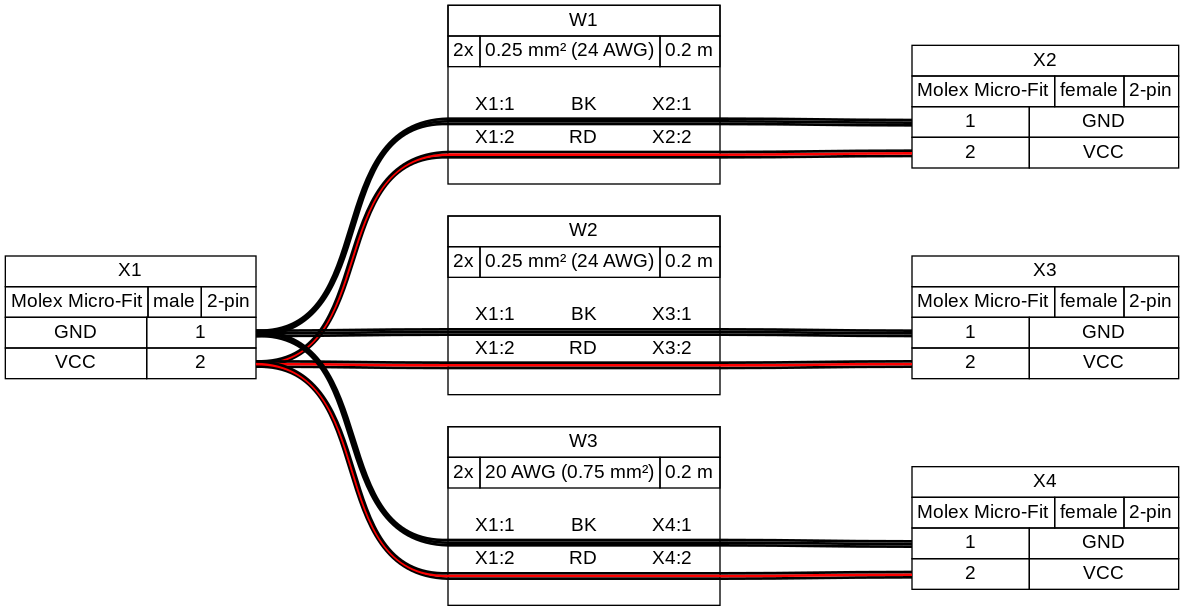 W1
2x 0.25 mm² (24 AWG) 0.2 m
X1:1 BK X2:1
X1:2 RD X2:2
X2
Molex Micro-Fit female 2-pin
1 GND
2 VCC
X1
Molex Micro-Fit male 2-pin
GND 1
VCC 2
W2
2x 0.25 mm² (24 AWG) 0.2 m
X1:1 BK X3:1
X1:2 RD X3:2
X3
Molex Micro-Fit female 2-pin
1 GND
2 VCC
W3
2x 20 AWG (0.75 mm²) 0.2 m
X1:1 BK X4:1
X1:2 RD X4:2
X4
Molex Micro-Fit female 2-pin
1 GND
2 VCC